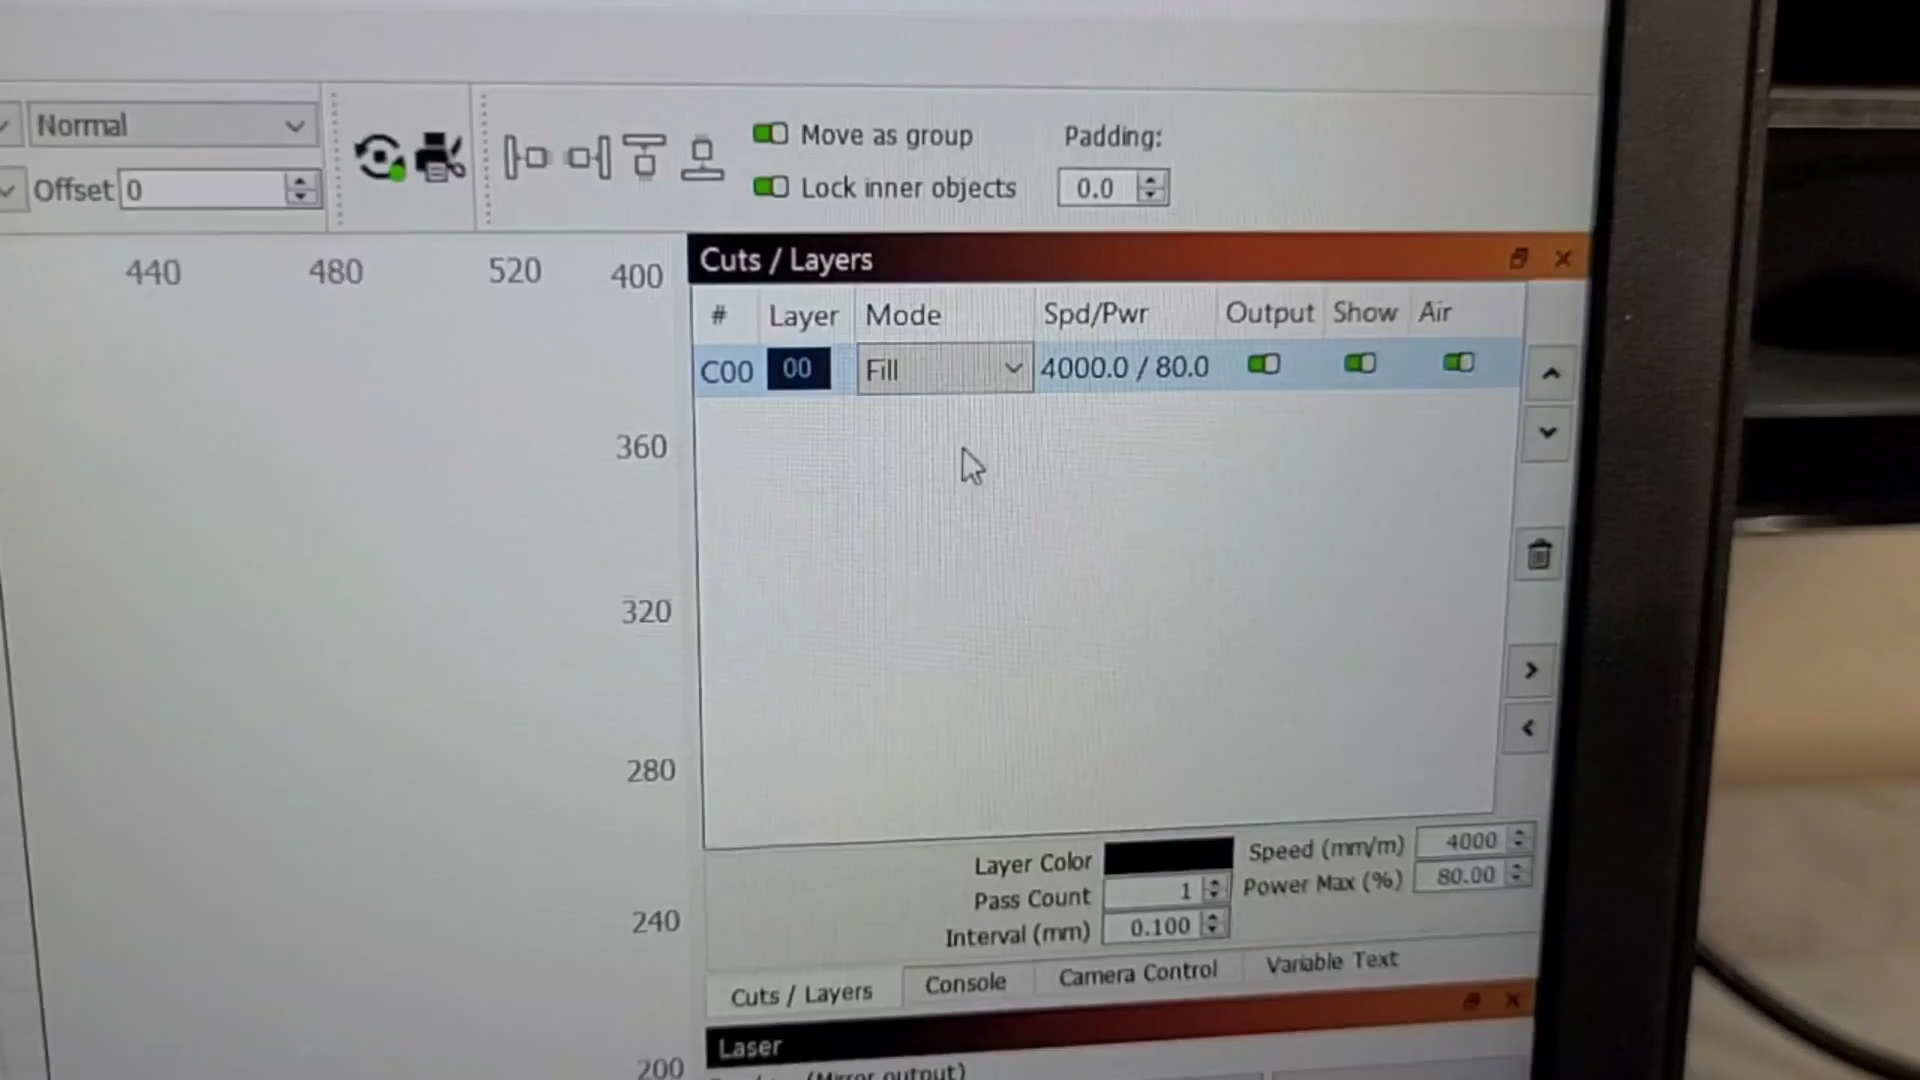 Normal
Offset 0
Move as group
Lock inner objects
Padding:
0.0
440 480 520 400
360
320
280
240
200
Cuts / Layers
# Layer Mode Spd/Pwr Output Show Air
C00 00 Fill 4000.0 / 80.0
Layer Color
Pass Count 1
Interval (mm) 0.100
Speed (mm/m) 4000
Power Max (%) 80.00
Cuts / Layers Console Camera Control Variable Text
Laser
(Mirror output)